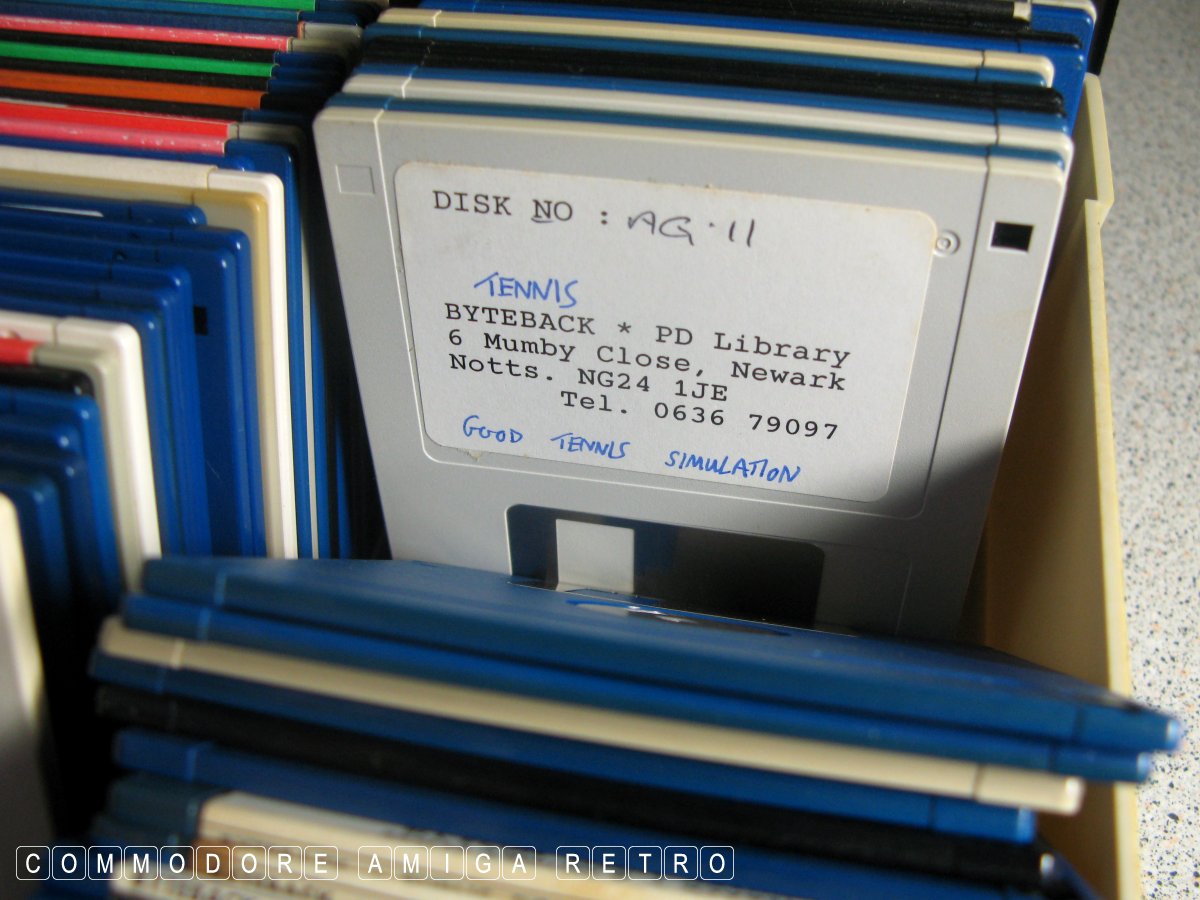 DISK NO : AG·11
TENNIS
BYTEBACK * PD Library
6 Mumby Close, Newark
Notts. NG24 1JE
Tel. 0636 79097
GOOD TENNIS SIMULATION
COMMODORE AMIGA RETRO